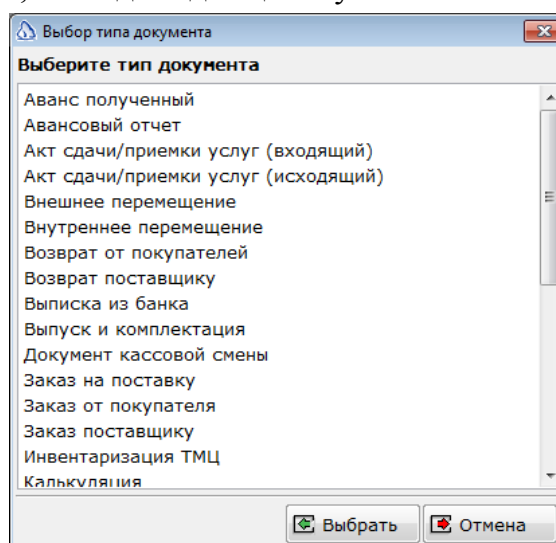 Выбор типа документа
Выберите тип документа
Аванс полученный
Авансовый отчет
Акт сдачи/приемки услуг (входящий)
Акт сдачи/приемки услуг (исходящий)
Внешнее перемещение
Внутреннее перемещение
Возврат от покупателей
Возврат поставщику
Выписка из банка
Выпуск и комплектация
Документ кассовой смены
Заказ на поставку
Заказ от покупателя
Заказ поставщику
Инвентаризация ТМЦ
Калькуляция
Выбрать Отмена